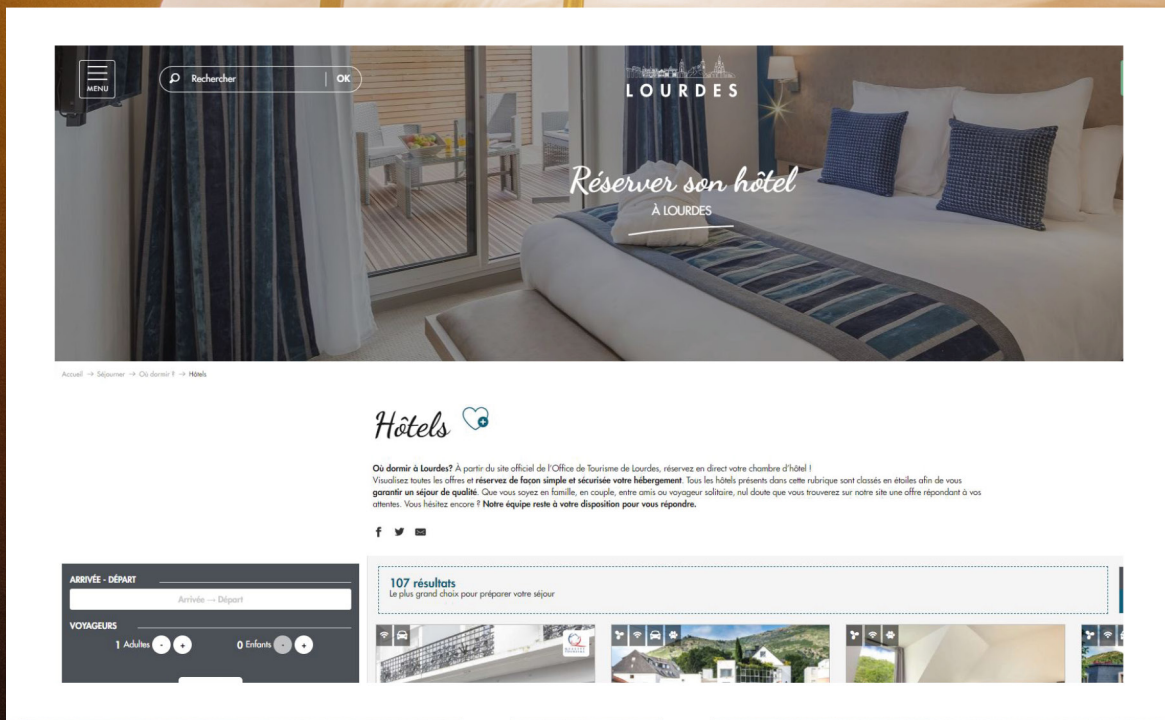 MENU
Rechercher
OK
LOURDES
Réserver son hôtel
À LOURDES
Accueil → Séjourner → Où dormir ? → Hôtels
Hôtels
Où dormir à Lourdes? À partir du site officiel de l'Office de Tourisme de Lourdes, réservez en direct votre chambre d'hôtel !
Visualisez toutes les offres et réservez de façon simple et sécurisée votre hébergement. Tous les hôtels présents dans cette rubrique sont classés en étoiles afin de vous
garantir un séjour de qualité. Que vous soyez en famille, en couple, entre amis ou voyageur solitaire, nul doute que vous trouverez sur notre site une offre répondant à vos
attentes. Vous hésitez encore ? Notre équipe reste à votre disposition pour vous répondre.
ARRIVÉE - DÉPART
Arrivée → Départ
VOYAGEURS
1 Adultes - +
0 Enfants - +
107 résultats
Le plus grand choix pour préparer votre séjour